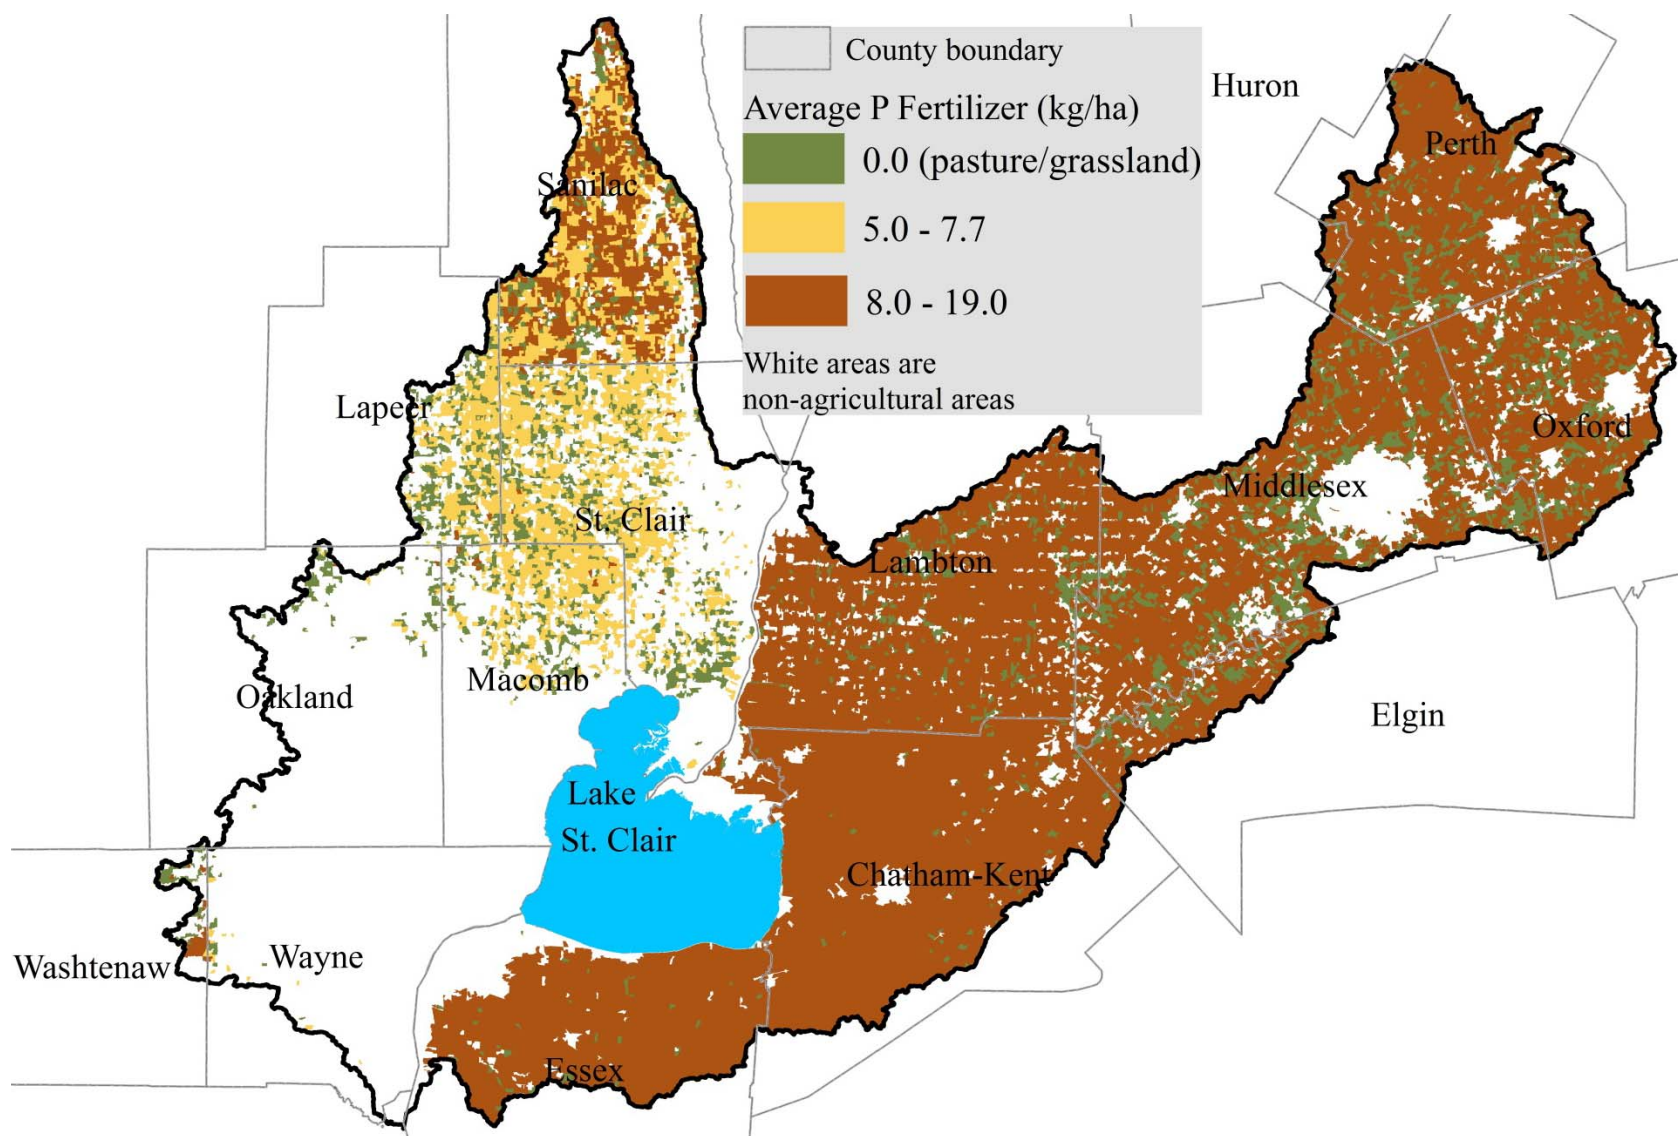 County boundary
Average P Fertilizer (kg/ha)
0.0 (pasture/grassland)
5.0 - 7.7
8.0 - 19.0
White areas are
non-agricultural areas
Huron
Perth
Sanilac
Lapeer
Oxford
Middlesex
St. Clair
Lambton
Macomb
Oakland
Elgin
Lake
St. Clair
Chatham-Kent
Wayne
Washtenaw
Essex